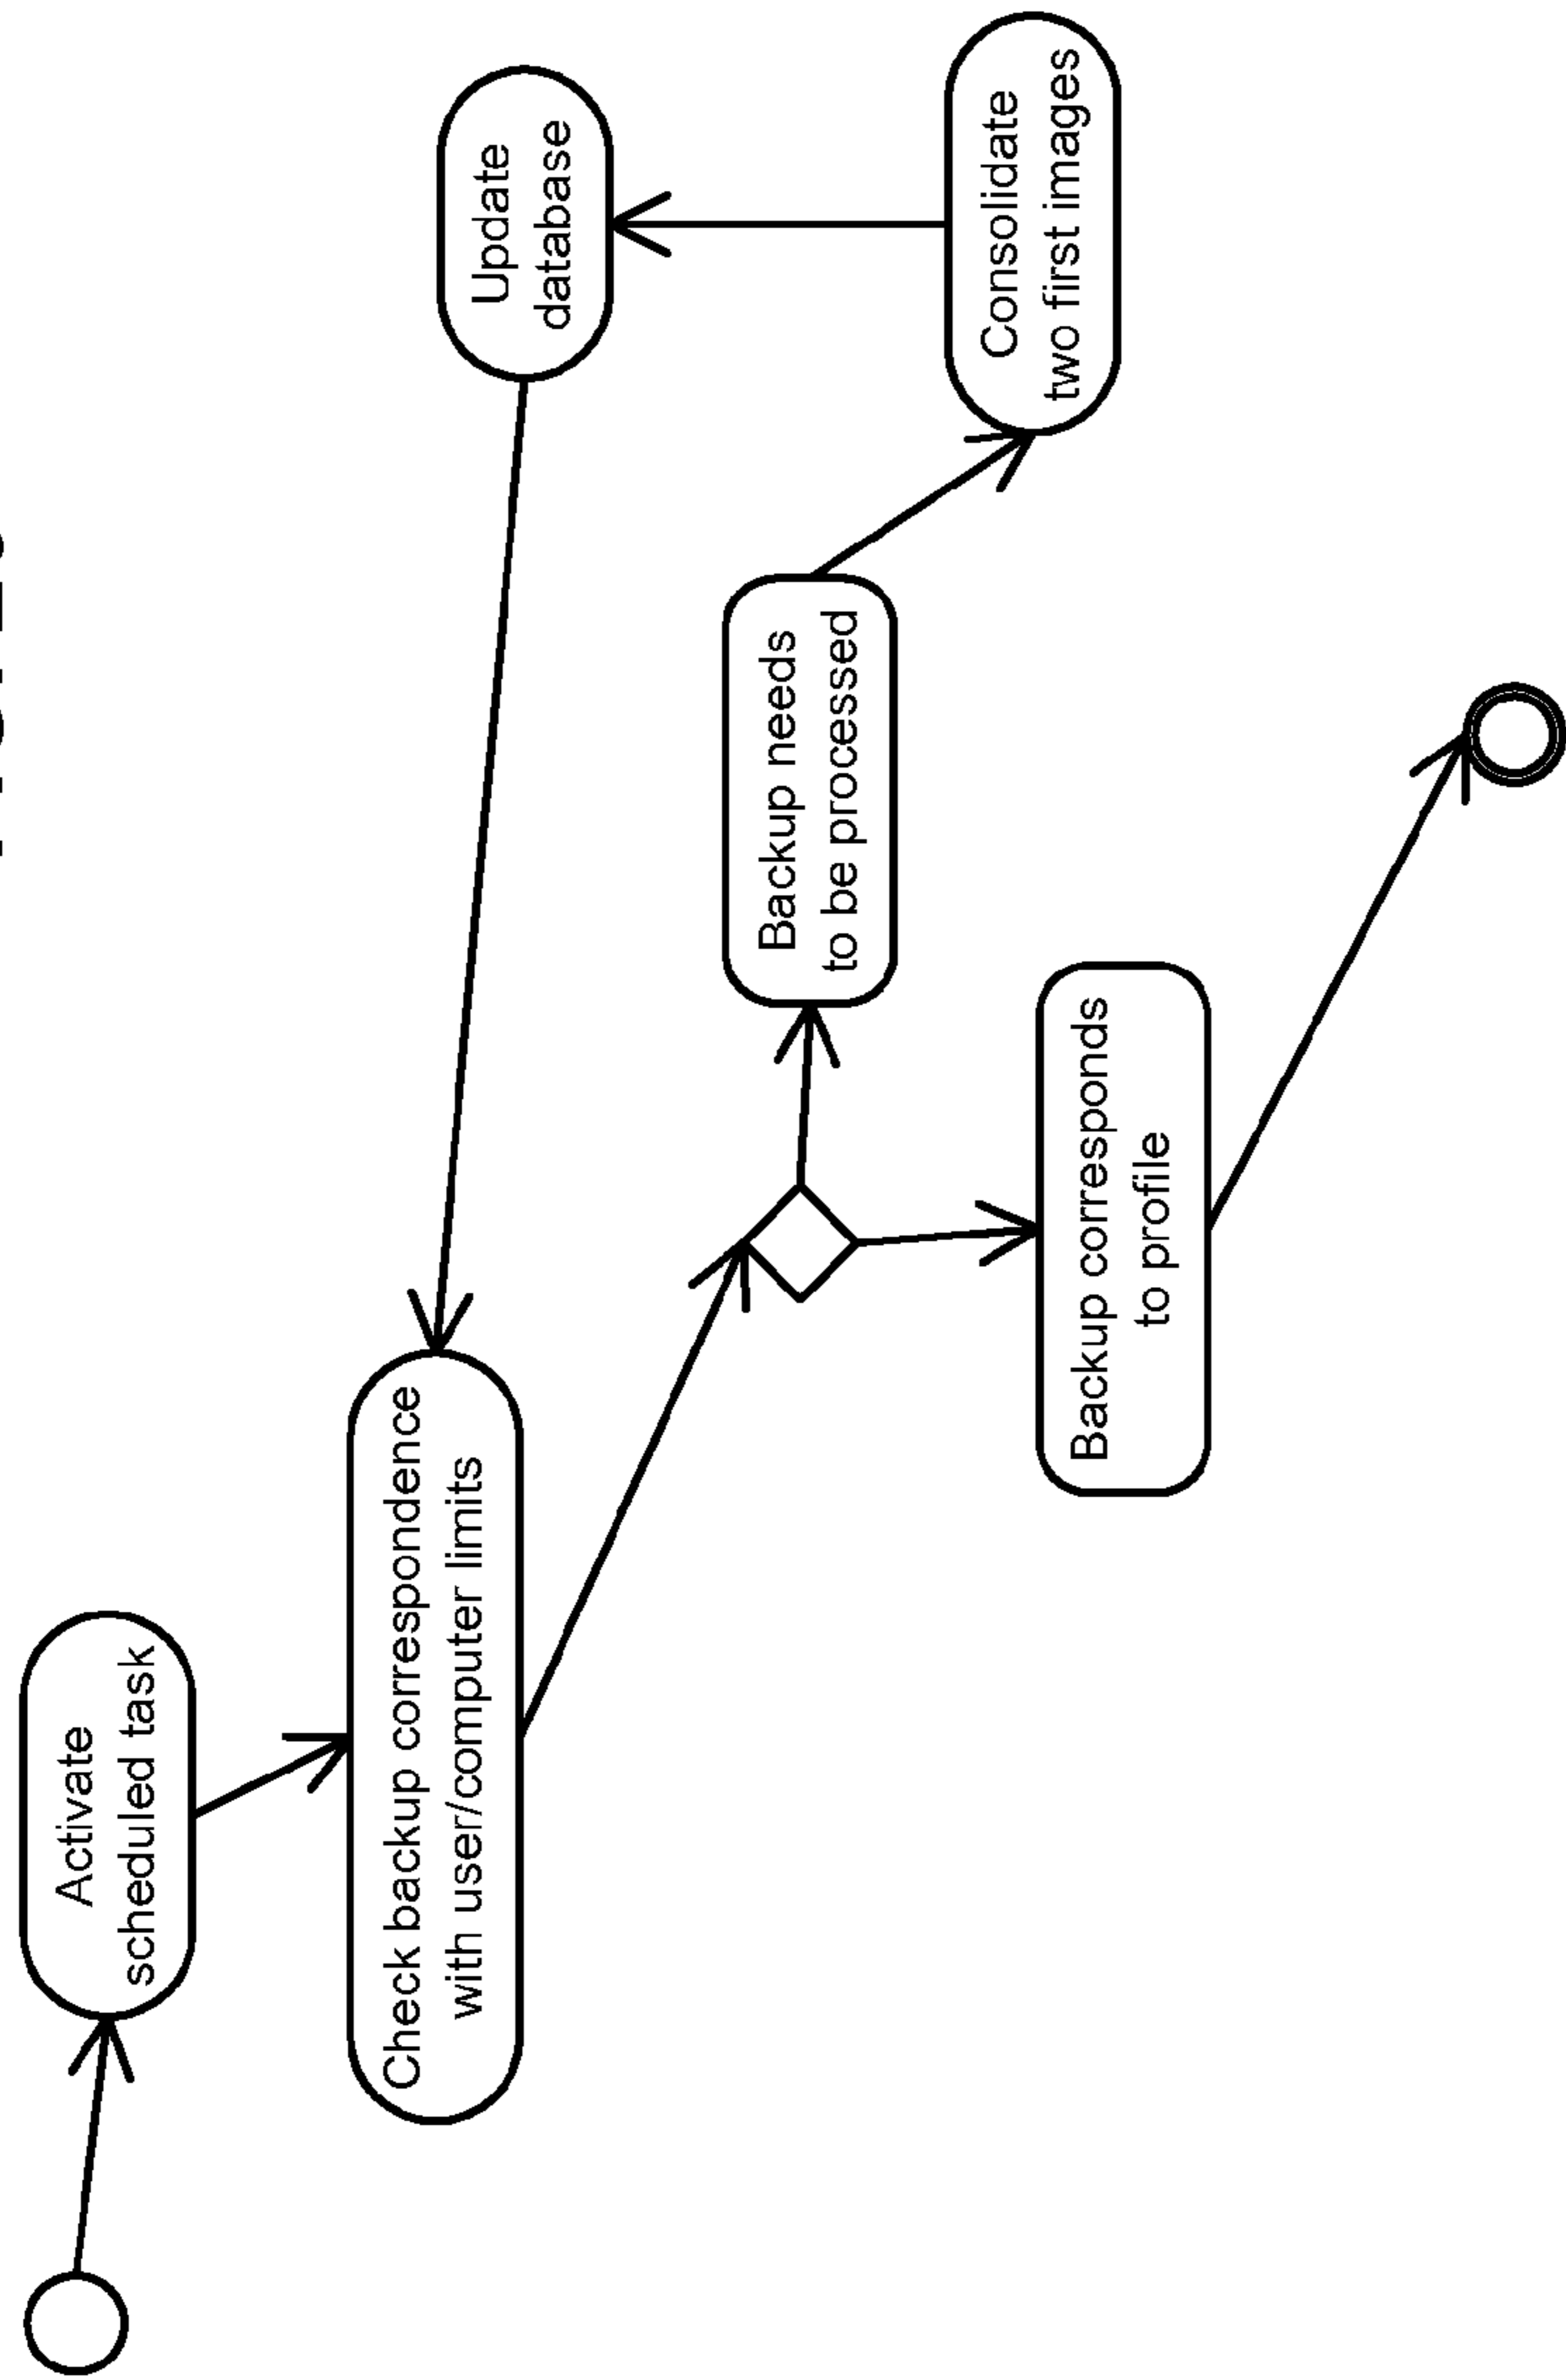 Activate
scheduled task
Check backup correspondence
with user/computer limits
Update
database
Backup needs
to be processed
Consolidate
two first images
Backup corresponds
to profile